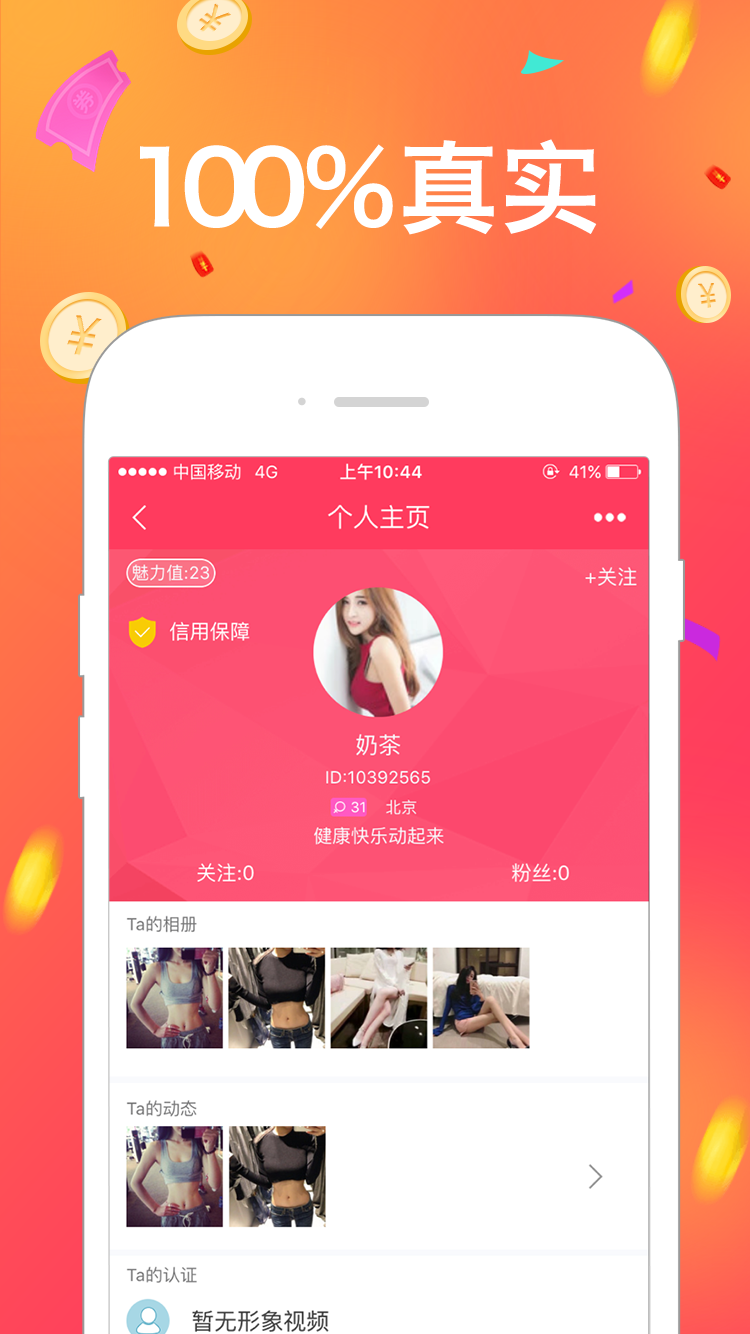 券
100%真实
中国移动 4G 上午10:44 41%
个人主页
魅力值:23
+关注
信用保障
奶茶
ID:10392565
31 北京
健康快乐动起来
关注:0 粉丝:0
Ta的相册
Ta的动态
Ta的认证
暂无形象视频